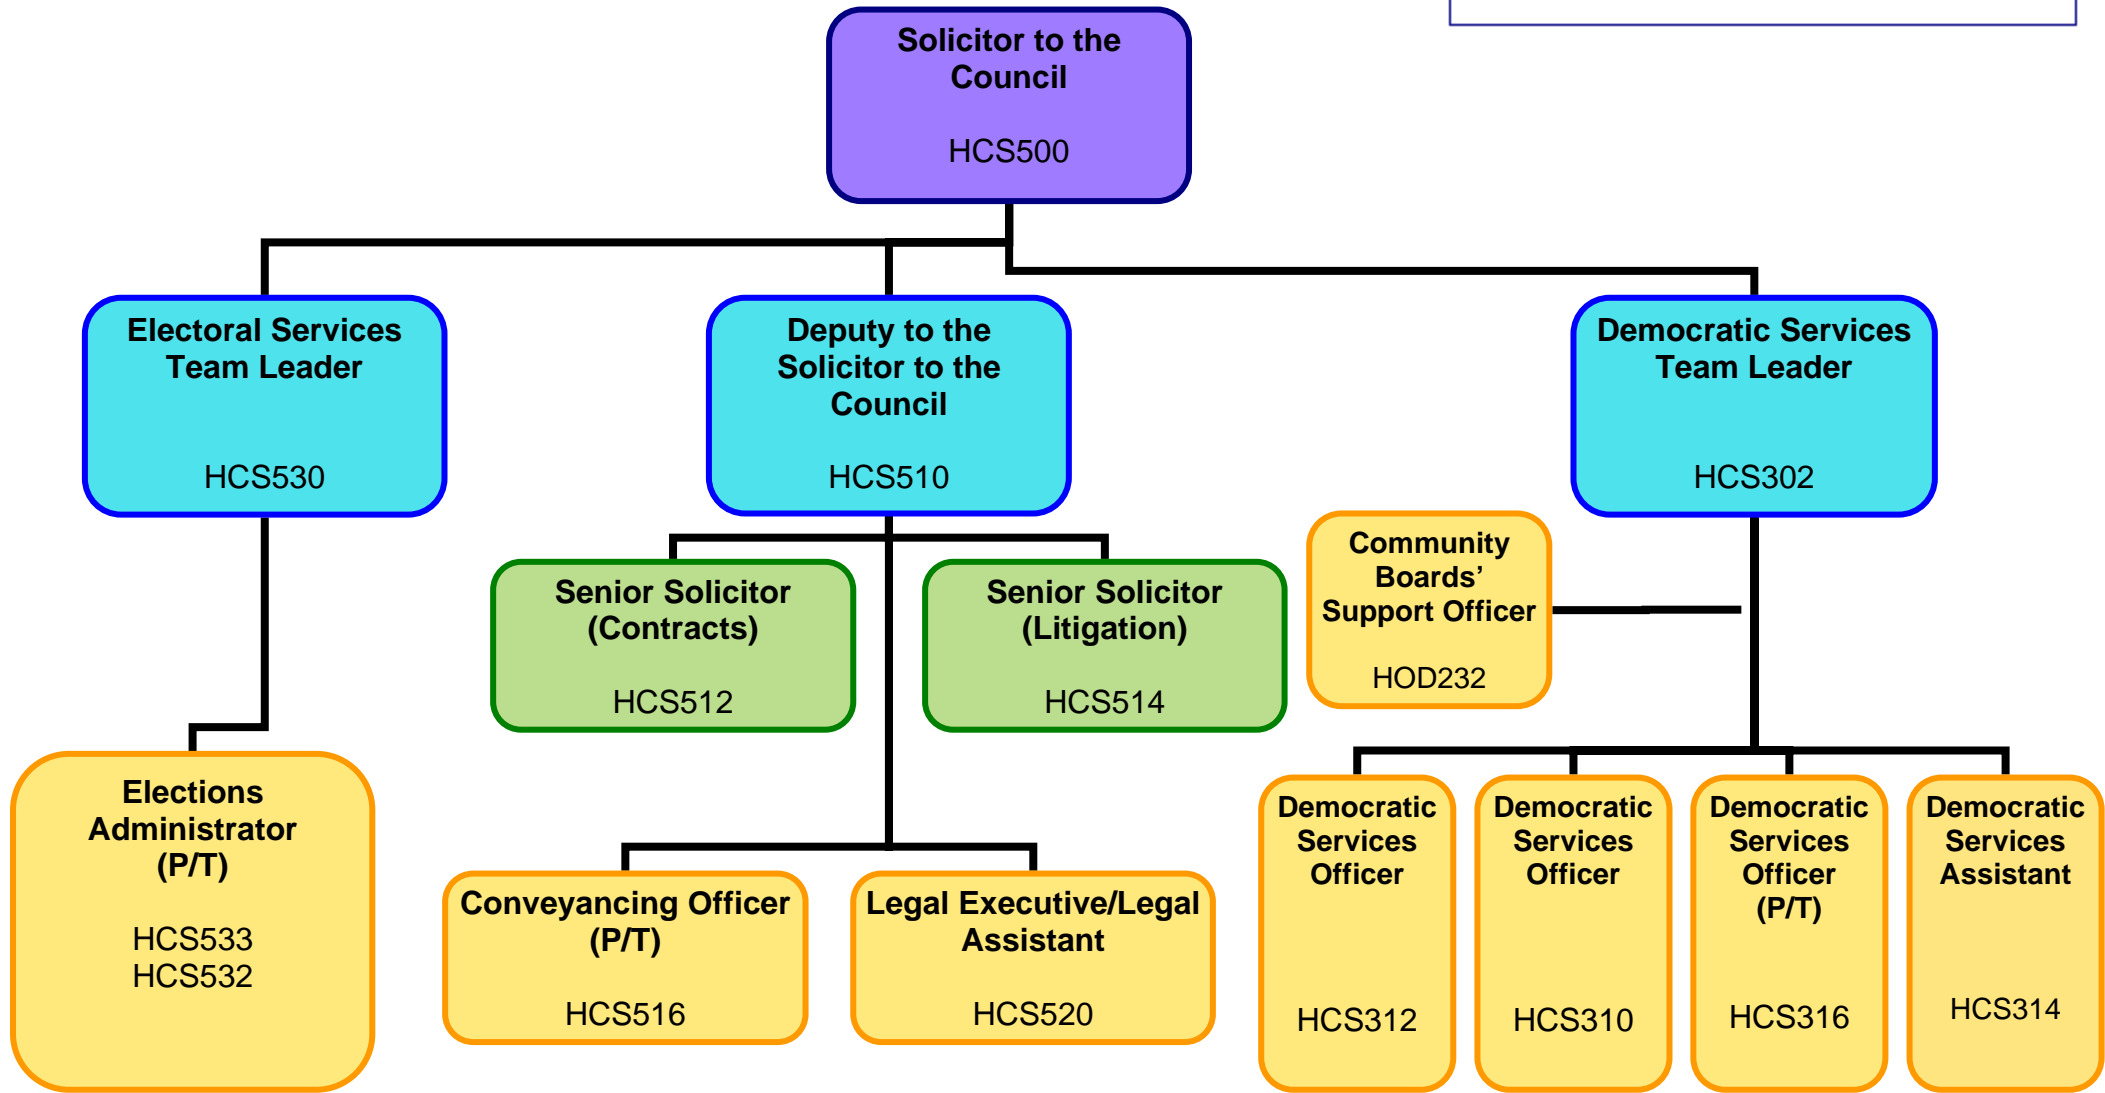 Solicitor to the
Council
HCS500
Electoral Services
Team Leader
HCS530
Deputy to the
Solicitor to the
Council
HCS510
Democratic Services
Team Leader
HCS302
Community
Boards’
Support Officer
HOD232
Senior Solicitor
(Contracts)
HCS512
Senior Solicitor
(Litigation)
HCS514
Elections
Administrator
(P/T)
HCS533
HCS532
Conveyancing Officer
(P/T)
HCS516
Legal Executive/Legal
Assistant
HCS520
Democratic
Services
Officer
HCS312
Democratic
Services
Officer
HCS310
Democratic
Services
Officer
(P/T)
HCS316
Democratic
Services
Assistant
HCS314